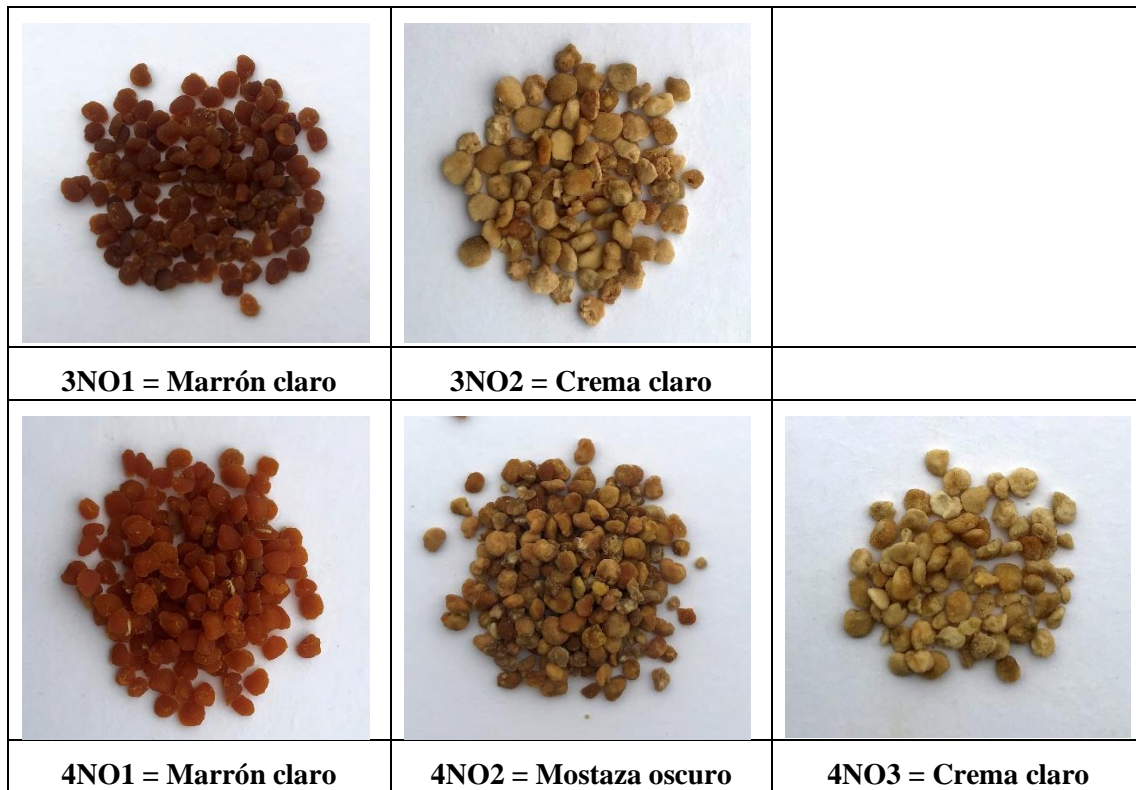 3NO1 = Marrón claro
3NO2 = Crema claro
4NO1 = Marrón claro
4NO2 = Mostaza oscuro
4NO3 = Crema claro